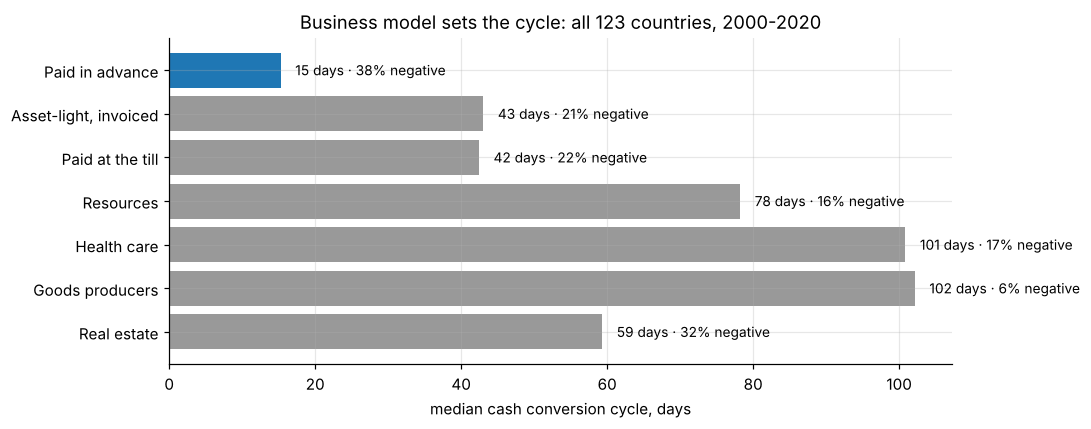 Business model sets the cycle: all 123 countries, 2000-2020
Paid in advance
15 days · 38% negative
Asset-light, invoiced
43 days · 21% negative
Paid at the till
42 days · 22% negative
Resources
78 days · 16% negative
Health care
101 days · 17% negative
Goods producers
102 days · 6% negative
Real estate
59 days · 32% negative
0 20 40 60 80 100
median cash conversion cycle, days